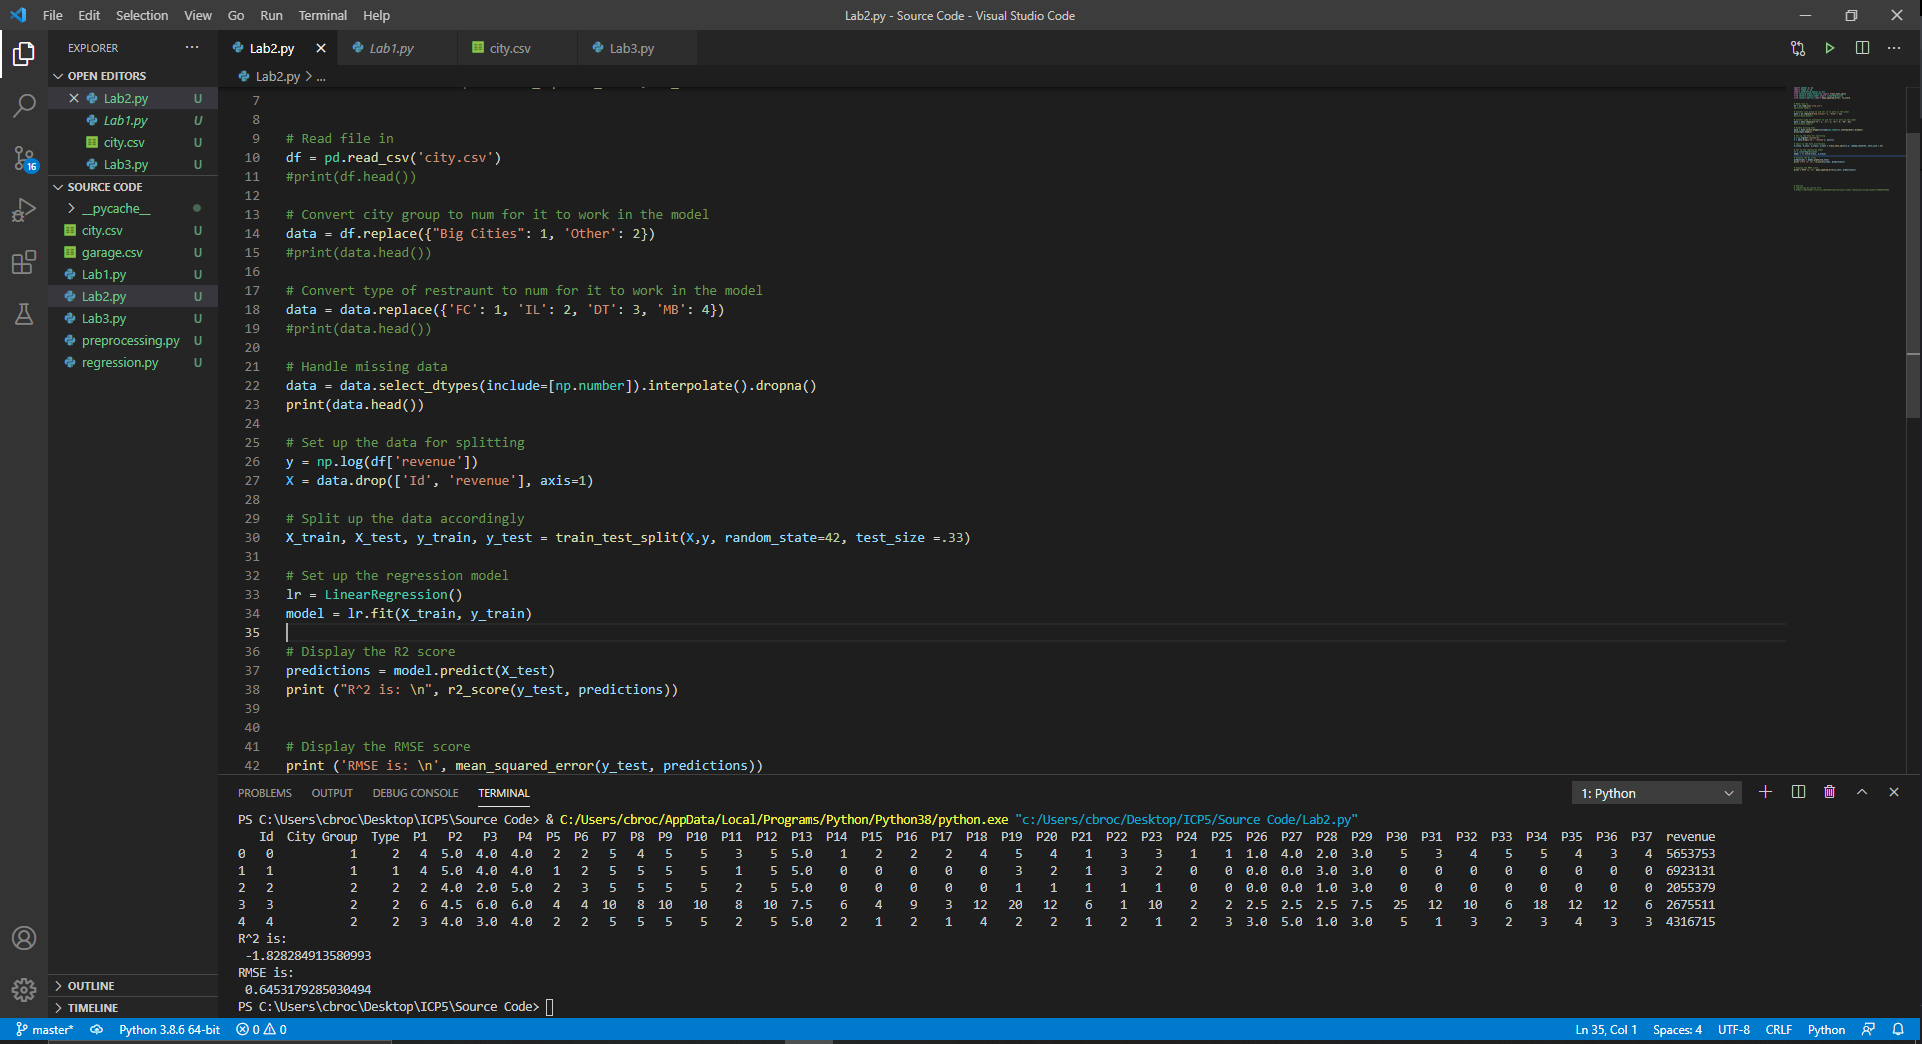 File Edit Selection View Go Run Terminal Help
Lab2.py - Source Code - Visual Studio Code
EXPLORER
OPEN EDITORS
Lab2.py U
Lab1.py U
city.csv U
Lab3.py U
16
SOURCE CODE
__pycache__
city.csv U
garage.csv U
Lab1.py U
Lab2.py U
Lab3.py U
preprocessing.py U
regression.py U
OUTLINE
TIMELINE
Lab2.py Lab1.py city.csv Lab3.py
Lab2.py > ...
7
8
9 # Read file in
10 df = pd.read_csv('city.csv')
11 #print(df.head())
12
13 # Convert city group to num for it to work in the model
14 data = df.replace({"Big Cities": 1, 'Other': 2})
15 #print(data.head())
16
17 # Convert type of restraunt to num for it to work in the model
18 data = data.replace({'FC': 1, 'IL': 2, 'DT': 3, 'MB': 4})
19 #print(data.head())
20
21 # Handle missing data
22 data = data.select_dtypes(include=[np.number]).interpolate().dropna()
23 print(data.head())
24
25 # Set up the data for splitting
26 y = np.log(df['revenue'])
27 X = data.drop(['Id', 'revenue'], axis=1)
28
29 # Split up the data accordingly
30 X_train, X_test, y_train, y_test = train_test_split(X,y, random_state=42, test_size =.33)
31
32 # Set up the regression model
33 lr = LinearRegression()
34 model = lr.fit(X_train, y_train)
35
36 # Display the R2 score
37 predictions = model.predict(X_test)
38 print ("R^2 is: \n", r2_score(y_test, predictions))
39
40
41 # Display the RMSE score
42 print ('RMSE is: \n', mean_squared_error(y_test, predictions))
PROBLEMS OUTPUT DEBUG CONSOLE TERMINAL
1: Python
PS C:\Users\cbroc\Desktop\ICP5\Source Code> & C:/Users/cbroc/AppData/Local/Programs/Python/Python38/python.exe "c:/Users/cbroc/Desktop/ICP5/Source Code/Lab2.py"
Id City Group Type P1 P2 P3 P4 P5 P6 P7 P8 P9 P10 P11 P12 P13 P14 P15 P16 P17 P18 P19 P20 P21 P22 P23 P24 P25 P26 P27 P28 P29 P30 P31 P32 P33 P34 P35 P36 P37 revenue
0 0 1 2 4 5.0 4.0 4.0 2 2 5 4 5 5 3 5 5.0 1 2 2 2 4 5 4 1 3 3 1 1 1.0 4.0 2.0 3.0 5 3 4 5 5 4 3 4 5653753
1 1 1 1 4 5.0 4.0 4.0 1 2 5 5 5 5 1 5 5.0 0 0 0 0 0 3 2 1 3 2 0 0 0.0 0.0 3.0 3.0 0 0 0 0 0 0 0 0 6923131
2 2 2 2 2 4.0 2.0 5.0 2 3 5 5 5 5 2 5 5.0 0 0 0 0 0 1 1 1 1 1 0 0 0.0 0.0 1.0 3.0 0 0 0 0 0 0 0 0 2055379
3 3 2 2 6 4.5 6.0 6.0 4 4 10 8 10 10 8 10 7.5 6 4 9 3 12 20 12 6 1 10 2 2 2.5 2.5 2.5 7.5 25 12 10 6 18 12 12 6 2675511
4 4 2 2 3 4.0 3.0 4.0 2 2 5 5 5 5 2 5 5.0 2 1 2 1 4 2 2 1 2 1 2 3 3.0 5.0 1.0 3.0 5 1 3 2 3 4 3 3 4316715
R^2 is:
-1.828284913580993
RMSE is:
0.6453179285030494
PS C:\Users\cbroc\Desktop\ICP5\Source Code>
master* Python 3.8.6 64-bit 0 0 Ln 35, Col 1 Spaces: 4 UTF-8 CRLF Python